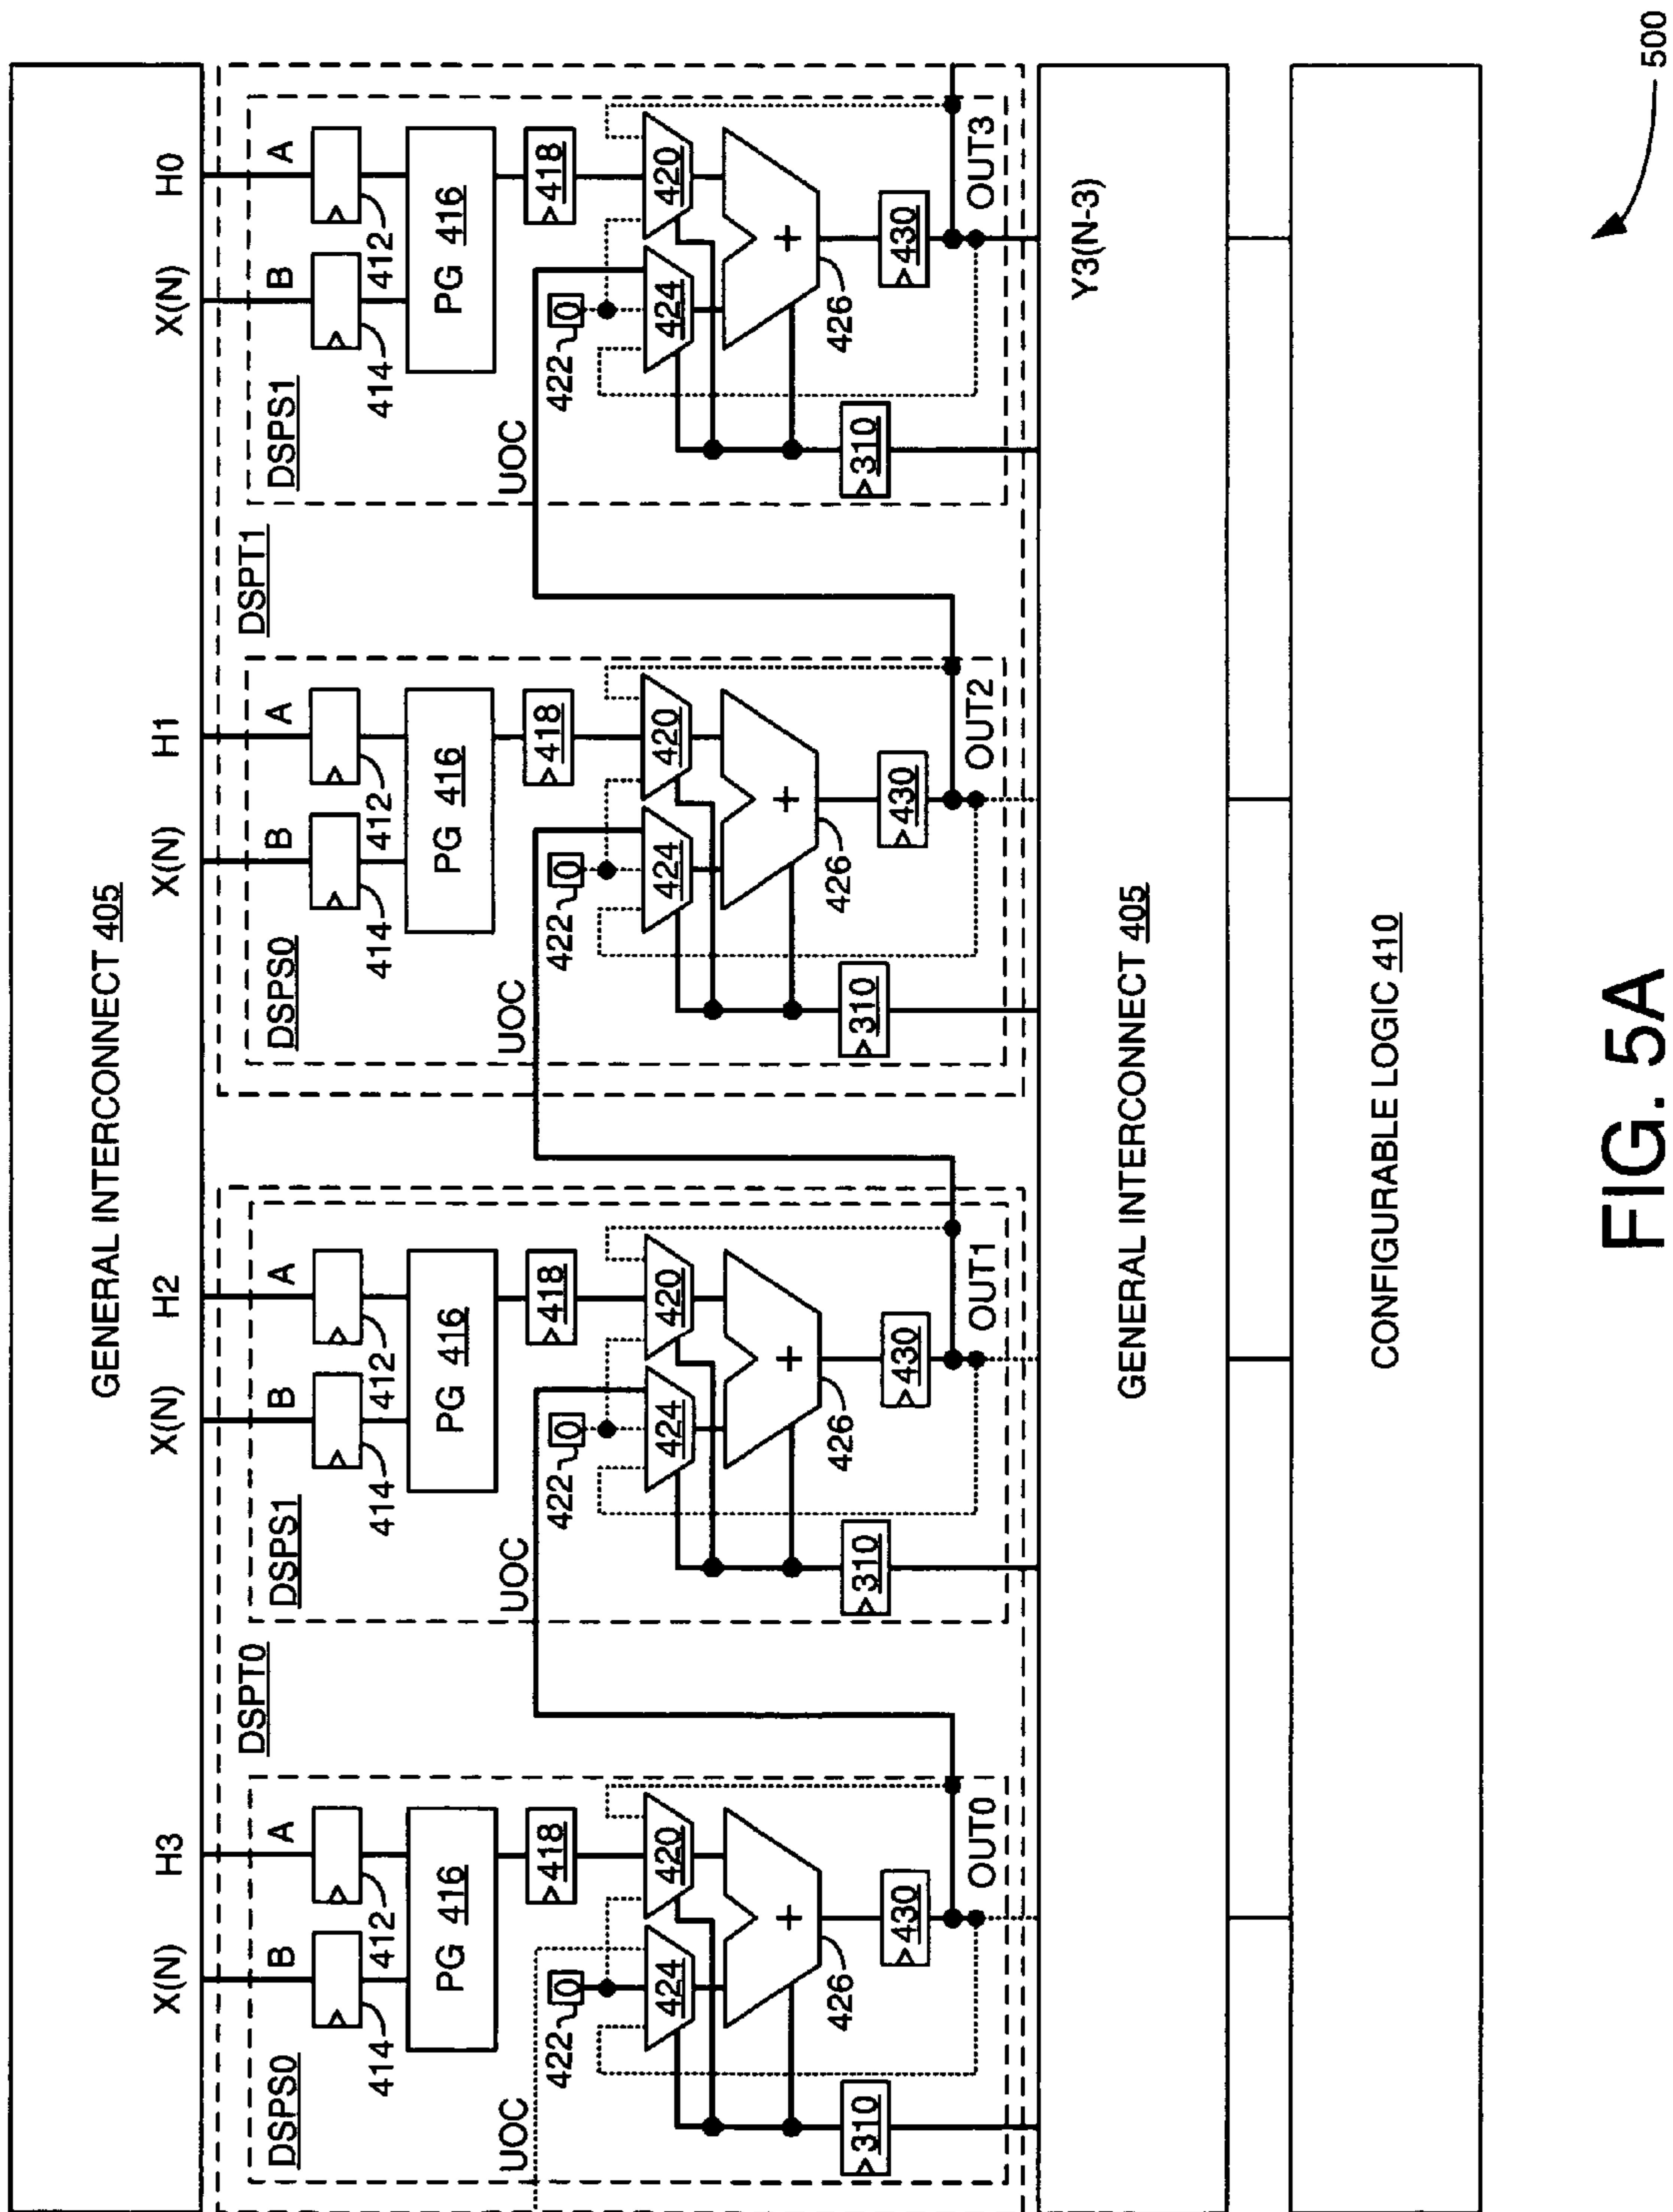 GENERAL INTERCONNECT 405
X(N) H3 X(N) H2 X(N) H1 X(N) H0
DSPT0 DSPT1
DSPS0 B A DSPS1 B A DSPS0 B A DSPS1 B A
414 412 414 412 414 412 414 412
PG 416 PG 416 PG 416 PG 416
UOC 418 UOC 418 UOC 418 UOC 418
422 0 422 0 422 0 422 0
424 420 424 420 424 420 424 420
+ + + +
426 426 426 426
310 430 310 430 310 430 310 430
OUT0 OUT1 OUT2 OUT3
Y3(N-3)
GENERAL INTERCONNECT 405
CONFIGURABLE LOGIC 410
500
FIG. 5A